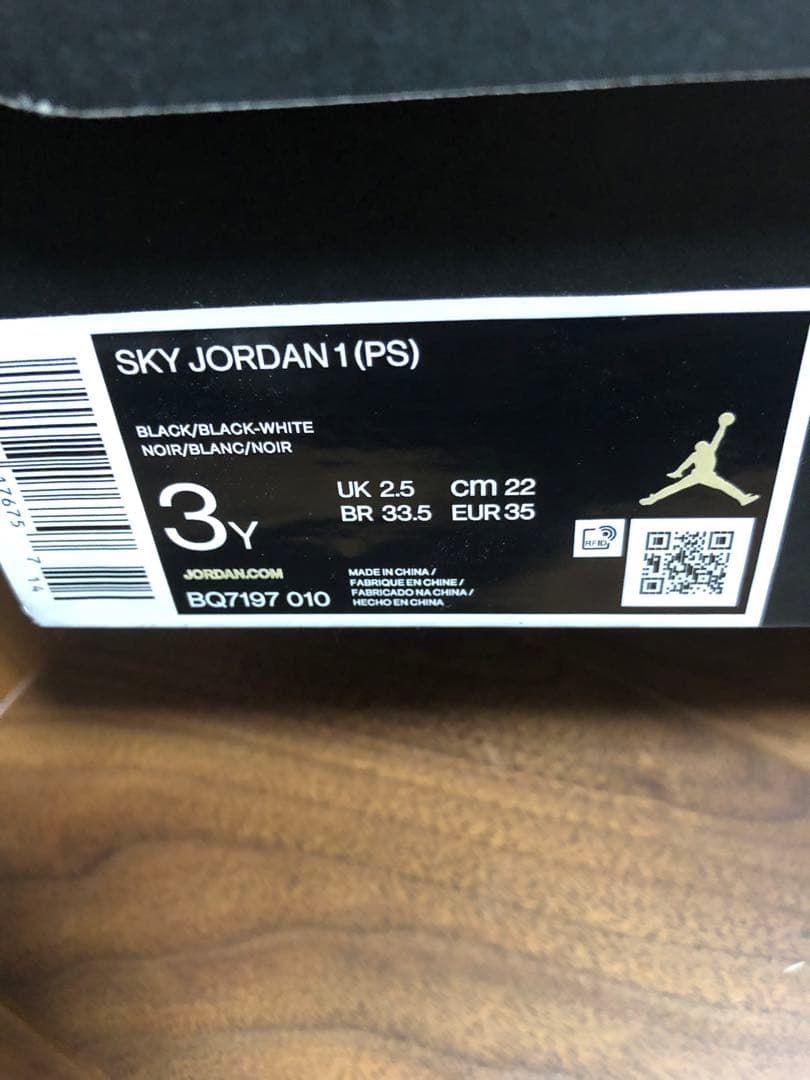 SKY JORDAN 1 (PS)
BLACK/BLACK-WHITE
NOIR/BLANC/NOIR
3Y
UK 2.5 cm 22
BR 33.5 EUR 35
RFID
JORDAN.COM
BQ7197 010
MADE IN CHINA /
FABRIQUE EN CHINE /
FABRICADO NA CHINA /
HECHO EN CHINA